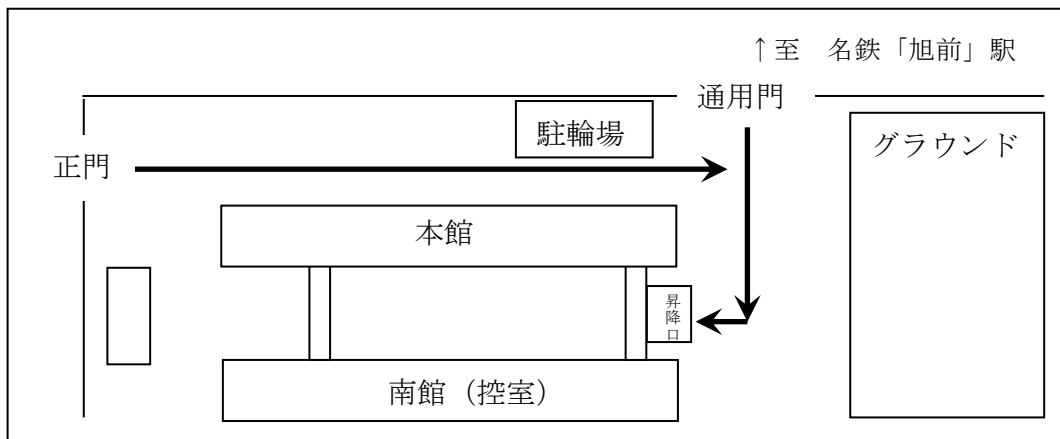 ↑至　名鉄「旭前」駅
通用門
駐輪場
グラウンド
正門
本館
昇降口
南館（控室）